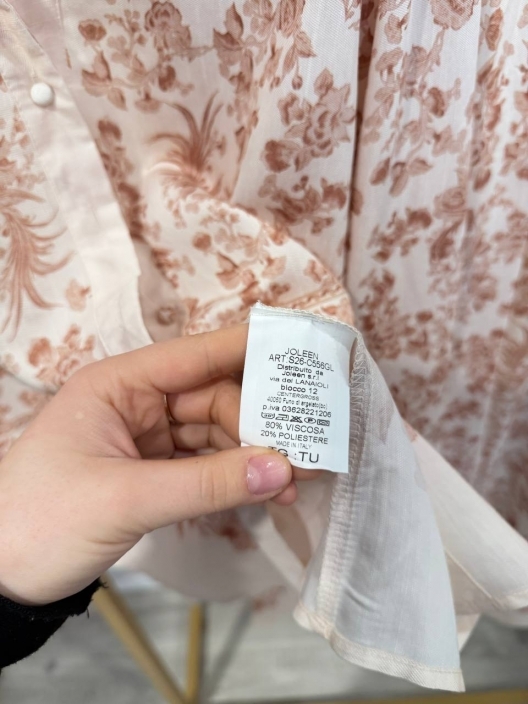 JOLEEN
ART:S26-C556GL
Distribuito da
Joleen s.r.l
via dei LANAIOLI
blocco 12
CENTERGROSS
40050 Funo di argelato(bo)
p.iva 03628221206
80% VISCOSA
20% POLIESTERE
MADE IN ITALY
TG :TU